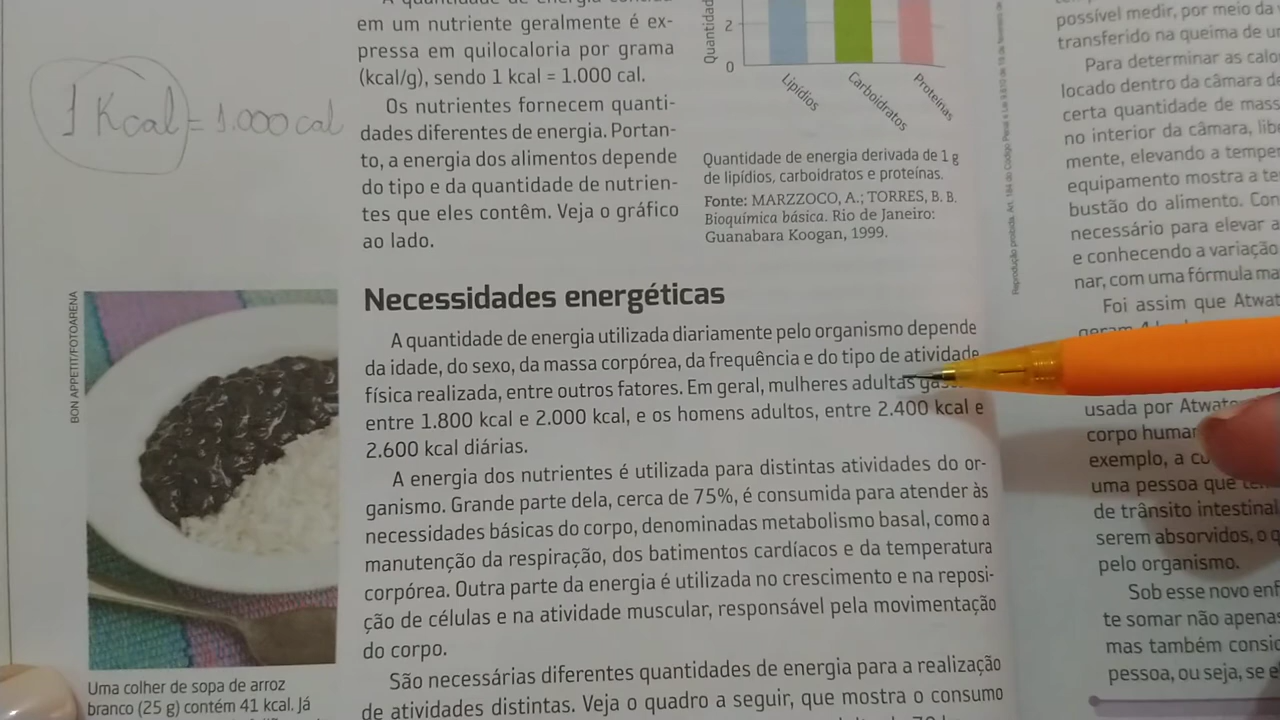 1 Kcal = 1.000 cal
em um nutriente geralmente é ex-
pressa em quilocaloria por grama
(kcal/g), sendo 1 kcal = 1.000 cal.
Os nutrientes fornecem quanti-
dades diferentes de energia. Portan-
to, a energia dos alimentos depende
do tipo e da quantidade de nutrien-
tes que eles contêm. Veja o gráfico
ao lado.
2
0
Lipídios
Carboidratos
Proteínas
Quantidade de energia derivada de 1 g
de lipídios, carboidratos e proteínas.
Fonte: MARZZOCO, A.; TORRES, B. B.
Bioquímica básica. Rio de Janeiro:
Guanabara Koogan, 1999.
Necessidades energéticas
A quantidade de energia utilizada diariamente pelo organismo depende
da idade, do sexo, da massa corpórea, da frequência e do tipo de atividade
física realizada, entre outros fatores. Em geral, mulheres adultas
entre 1.800 kcal e 2.000 kcal, e os homens adultos, entre 2.400 kcal e
2.600 kcal diárias.
A energia dos nutrientes é utilizada para distintas atividades do or-
ganismo. Grande parte dela, cerca de 75%, é consumida para atender às
necessidades básicas do corpo, denominadas metabolismo basal, como a
manutenção da respiração, dos batimentos cardíacos e da temperatura
corpórea. Outra parte da energia é utilizada no crescimento e na reposi-
ção de células e na atividade muscular, responsável pela movimentação
do corpo.
São necessárias diferentes quantidades de energia para a realização
de atividades distintas. Veja o quadro a seguir, que mostra o consumo
BON APPETIT/FOTOARENA
Uma colher de sopa de arroz
branco (25 g) contém 41 kcal. Já
possível medir, por meio da
transferido na queima de
Para determinar as
locado dentro da câmara
certa quantidade de
no interior da câmara,
mente, elevando a
equipamento mostra a
bustão do alimento.
necessário para elevar a
e conhecendo a variação
nar, com uma fórmula
Foi assim que
usada por
corpo
exemplo, a
uma pessoa que
de trânsito intestinal
serem absorvidos, o
pelo organismo.
Sob esse novo
te somar não apenas
mas também
pessoa, ou seja, se